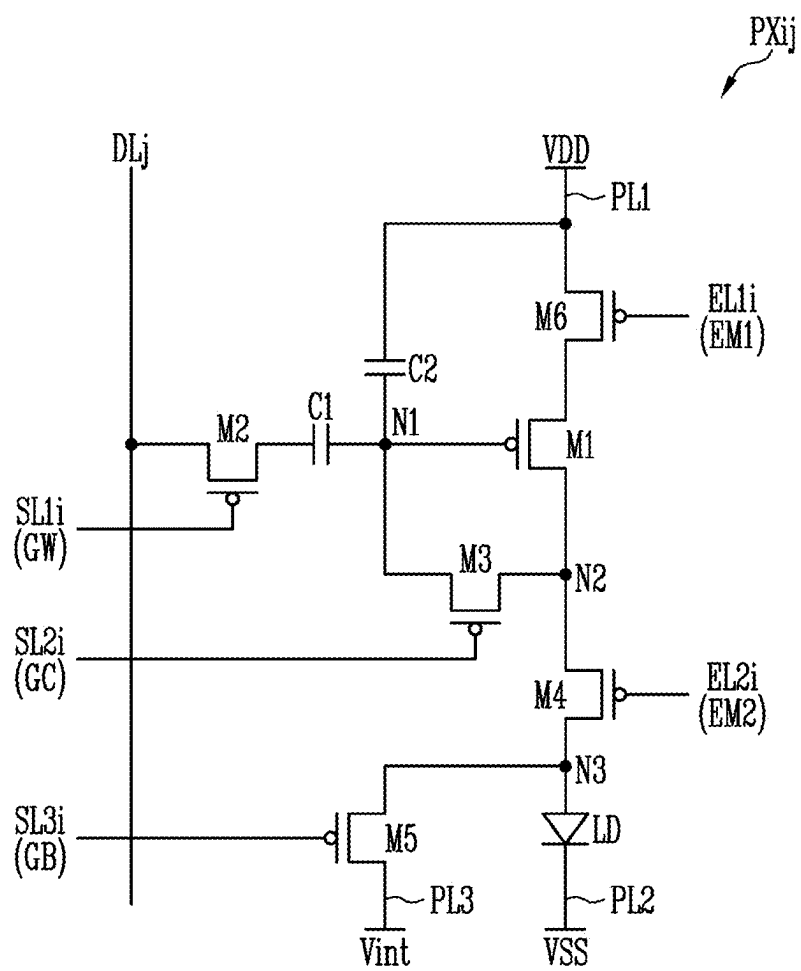 PXij
DLj
VDD
PL1
M6
EL1i
(EM1)
C2
C1
M2
N1
M1
SL1i
(GW)
M3
N2
SL2i
(GC)
M4
EL2i
(EM2)
N3
SL3i
(GB)
M5
LD
PL3
PL2
Vint
VSS